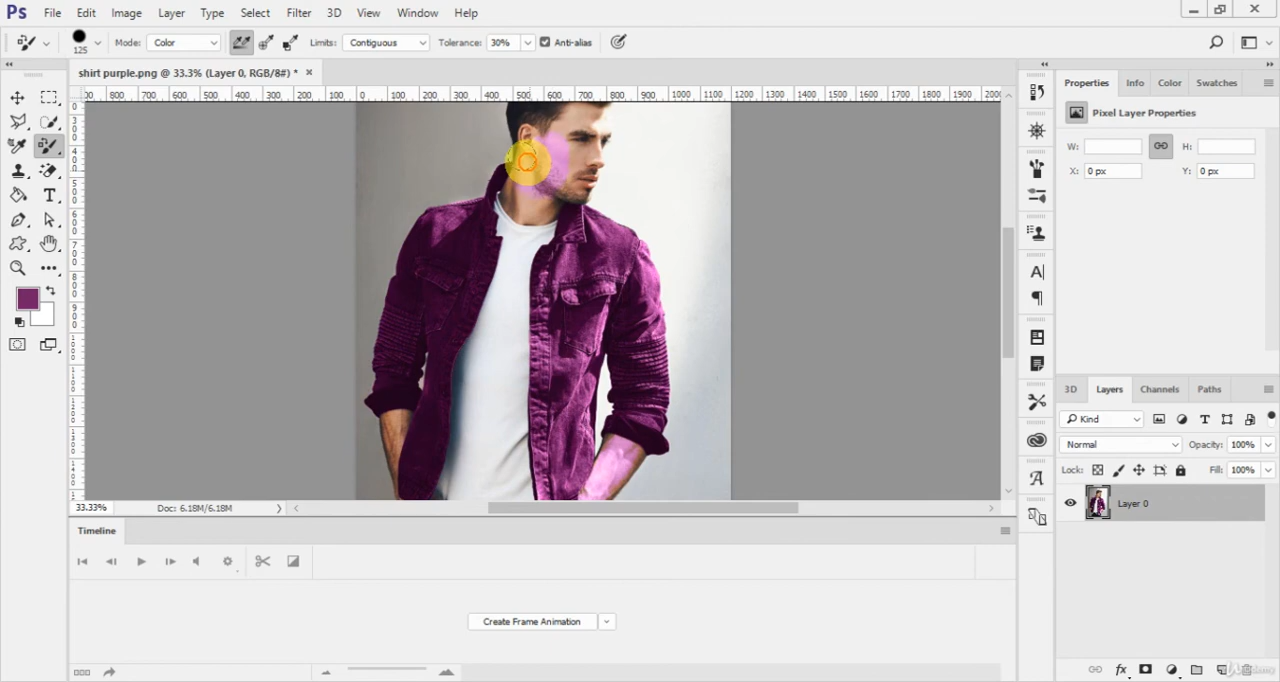 Ps File Edit Image Layer Type Select Filter 3D View Window Help
125 Mode: Color Limits: Contiguous Tolerance: 30% Anti-alias
shirt purple.png @ 33.3% (Layer 0, RGB/8#) * ×
800 700 600 500 400 300 200 100 0 100 200 300 400 500 600 700 800 900 1000 1100 1200 1300 1400 1500 1600 1700 1800 1900
Properties Info Color Swatches
Pixel Layer Properties
W: H:
X: 0 px Y: 0 px
3D Layers Channels Paths
Kind
Normal Opacity: 100%
Lock: Fill: 100%
Layer 0
33.33% Doc: 6.18M/6.18M
Timeline
Create Frame Animation